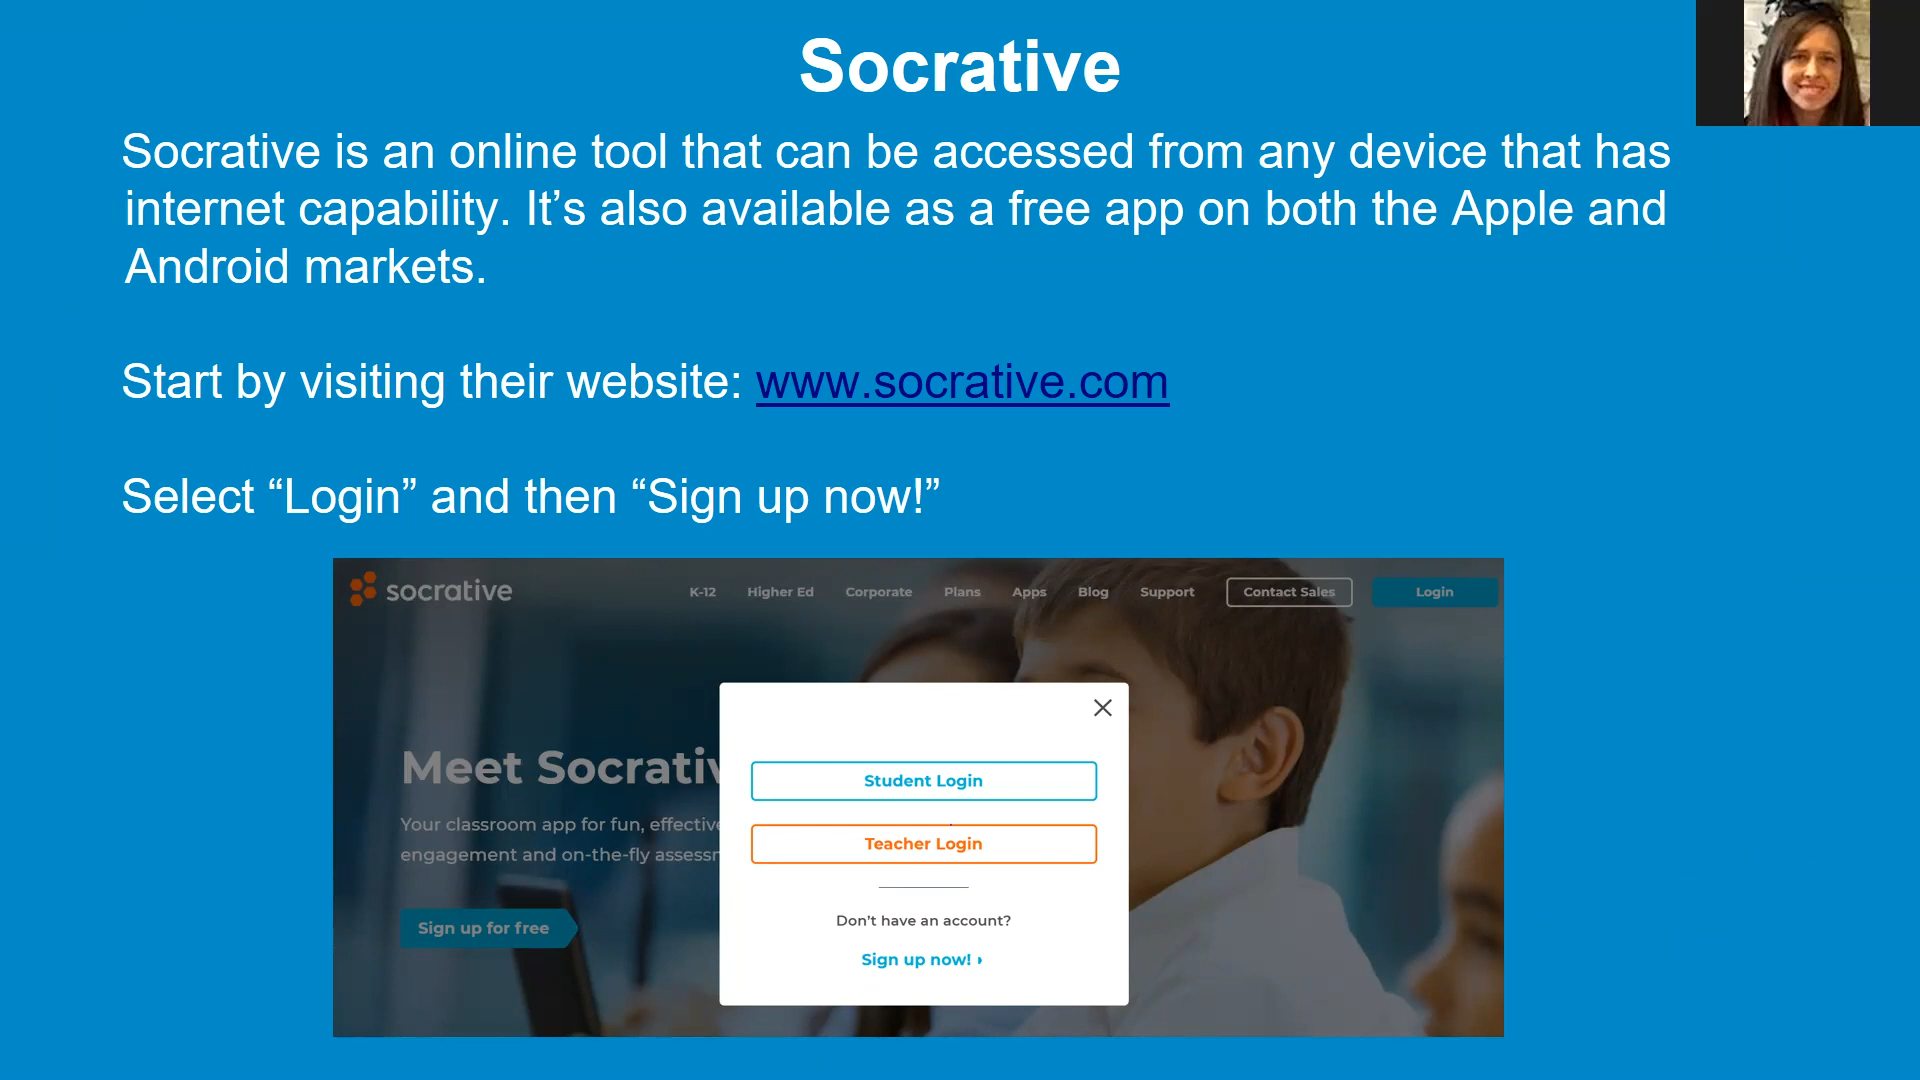 Socrative
Socrative is an online tool that can be accessed from any device that has
internet capability. It’s also available as a free app on both the Apple and
Android markets.
Start by visiting their website: www.socrative.com
Select “Login” and then “Sign up now!”
socrative K-12 Higher Ed Corporate Plans Apps Blog Support Contact Sales Login
Meet Socrativ
Your classroom app for fun, effective
engagement and on-the-fly assessm
Sign up for free
Student Login
Teacher Login
Don’t have an account?
Sign up now!